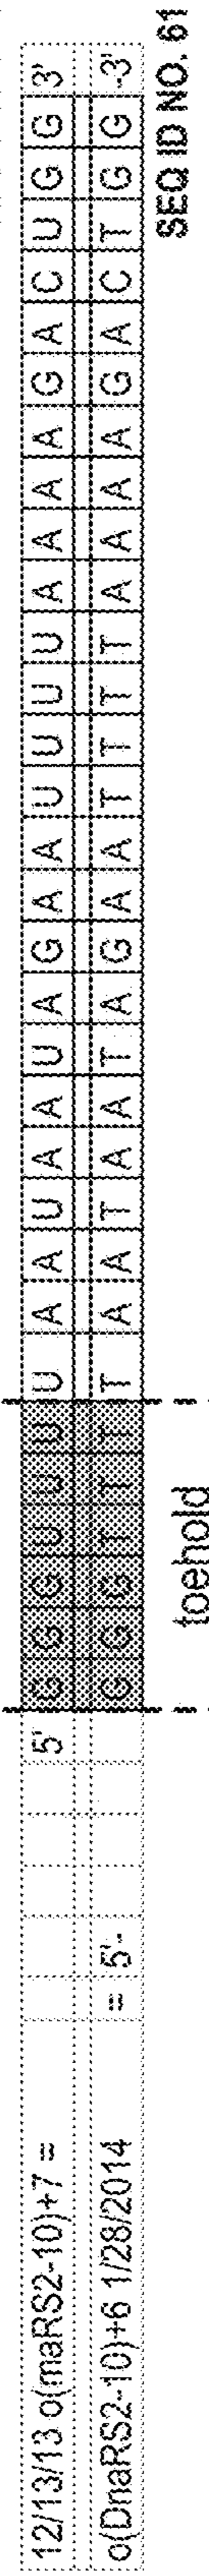 12/13/13 o(rnaRS2-10)+7 = 5' G G G U U U U A A U A A U A G A A U U U U A A A A G A C U G G 3'
o(DnaRS2-10)+6 1/28/2014 = 5'- G G G T T T T A A T A A T A G A A T T T T A A A A G A C T G G -3'
toehold SEQ ID NO. 61